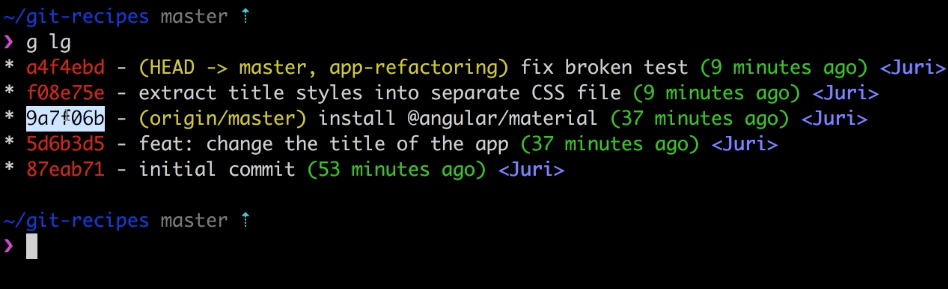 ~/git-recipes master ⇡
❯ g lg
* a4f4ebd - (HEAD -> master, app-refactoring) fix broken test (9 minutes ago) <Juri>
* f08e75e - extract title styles into separate CSS file (9 minutes ago) <Juri>
* 9a7f06b - (origin/master) install @angular/material (37 minutes ago) <Juri>
* 5d6b3d5 - feat: change the title of the app (37 minutes ago) <Juri>
* 87eab71 - initial commit (53 minutes ago) <Juri>
~/git-recipes master ⇡
❯